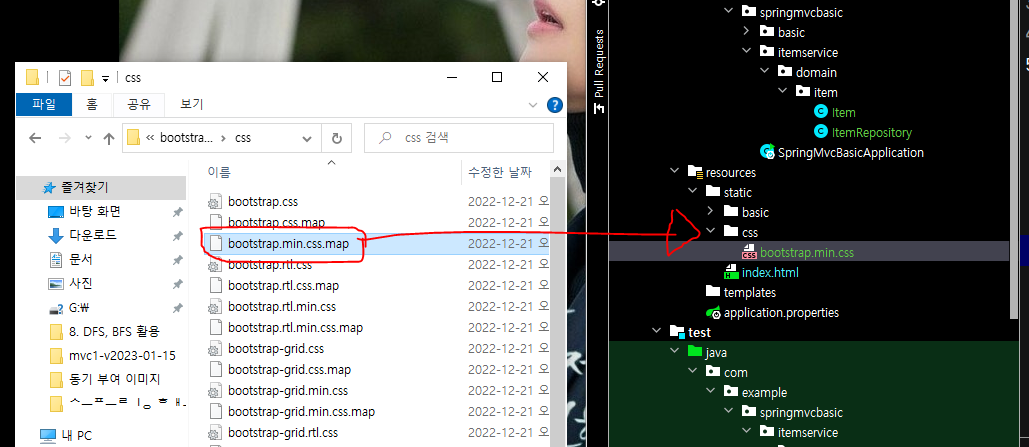 css
파일
홈
공유
보기
bootstra...
css
css 검색
이름
수정한 날짜
즐겨찾기
바탕 화면
다운로드
문서
사진
G:\
8. DFS, BFS 활용
mvc1-v2023-01-15
동기 부여 이미지
내 PC
bootstrap.css 2022-12-21 오
bootstrap.css.map 2022-12-21 오
bootstrap.min.css.map 2022-12-21 오
bootstrap.rtl.css 2022-12-21 오
bootstrap.rtl.css.map 2022-12-21 오
bootstrap.rtl.min.css 2022-12-21 오
bootstrap.rtl.min.css.map 2022-12-21 오
bootstrap-grid.css 2022-12-21 오
bootstrap-grid.css.map 2022-12-21 오
bootstrap-grid.min.css 2022-12-21 오
bootstrap-grid.min.css.map 2022-12-21 오
bootstrap-grid.rtl.css 2022-12-21 오
Pull Requests
springmvcbasic
basic
itemservice
domain
item
Item
ItemRepository
SpringMvcBasicApplication
resources
static
basic
css
bootstrap.min.css
index.html
templates
application.properties
test
java
com
example
springmvcbasic
itemservice